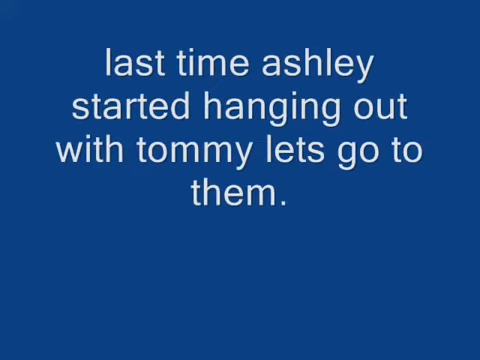 last time ashley
started hanging out
with tommy lets go to
them.